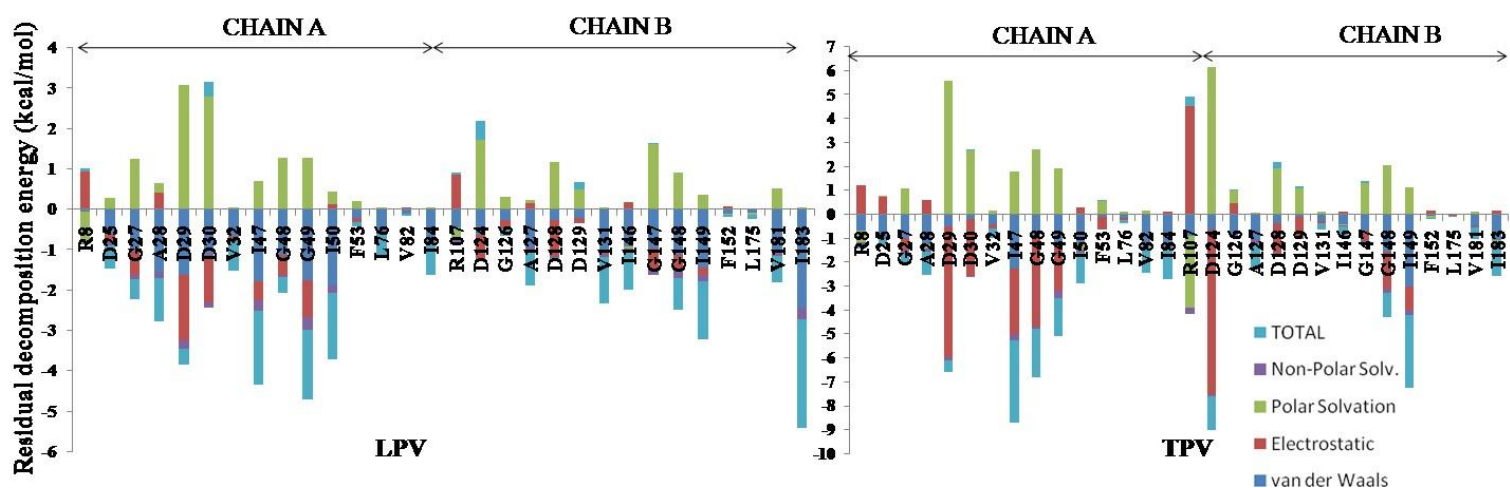 CHAIN A
CHAIN B
Residual decomposition energy (kcal/mol)
4
3
2
1
0
-1
-2
-3
-4
-5
-6
R8
D25
G27
A28
D29
D30
V32
I47
G48
G49
I50
F53
L76
V82
I84
R107
D124
G126
A127
D128
D129
V131
I146
G147
G148
I149
F152
L175
V181
I183
LPV
CHAIN A
CHAIN B
7
6
5
4
3
2
1
0
-1
-2
-3
-4
-5
-6
-7
-8
-9
-10
R8
D25
G27
A28
D29
D30
V32
I47
G48
G49
I50
F53
L76
V82
I84
R107
D124
G126
A127
D128
D129
V131
I146
G147
G148
I149
F152
L175
V181
I183
TPV
TOTAL
Non-Polar Solv.
Polar Solvation
Electrostatic
van der Waals